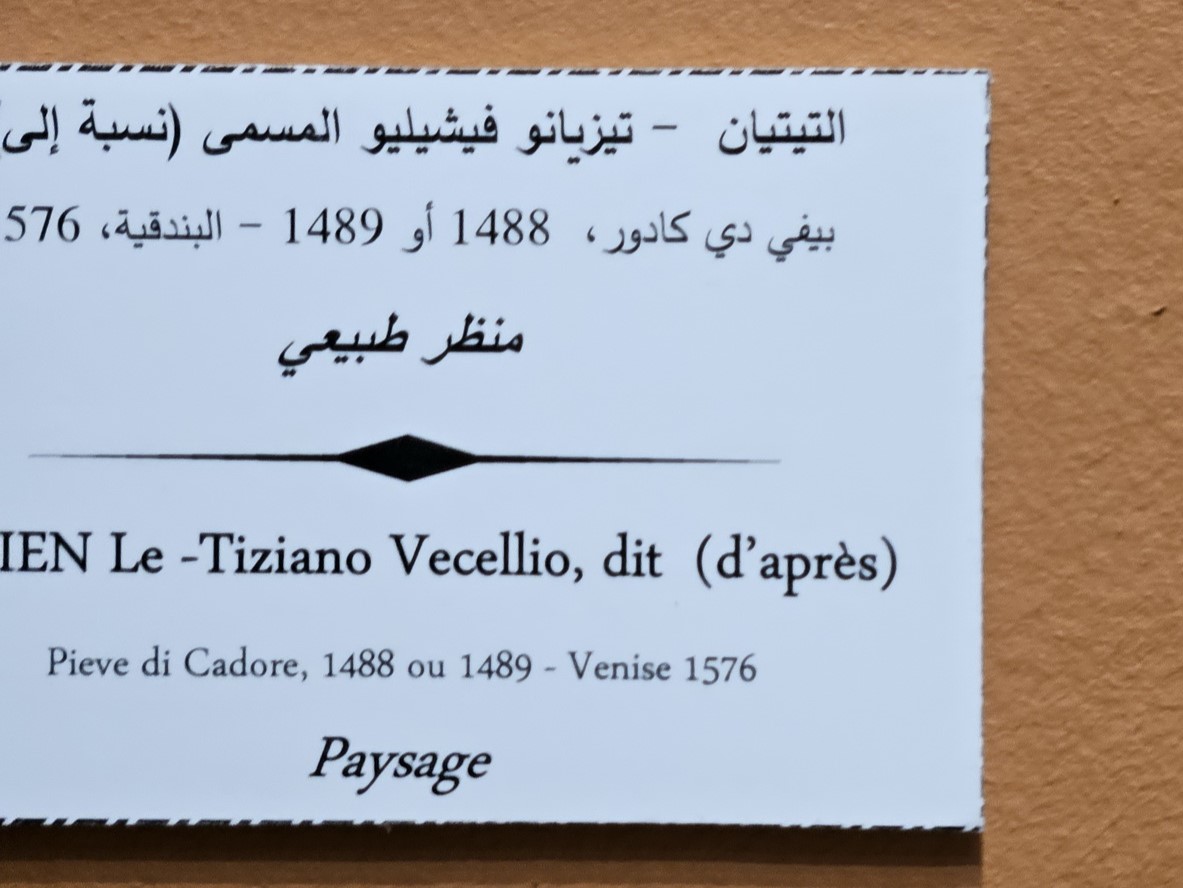 التيتيان - تيزيانو فيشيليو المسمى (نسبة إلى)
بيفي دي كادور، 1488 أو 1489 - البندقية، 576
منظر طبيعي
IEN Le -Tiziano Vecellio, dit (d'après)
Pieve di Cadore, 1488 ou 1489 - Venise 1576
Paysage